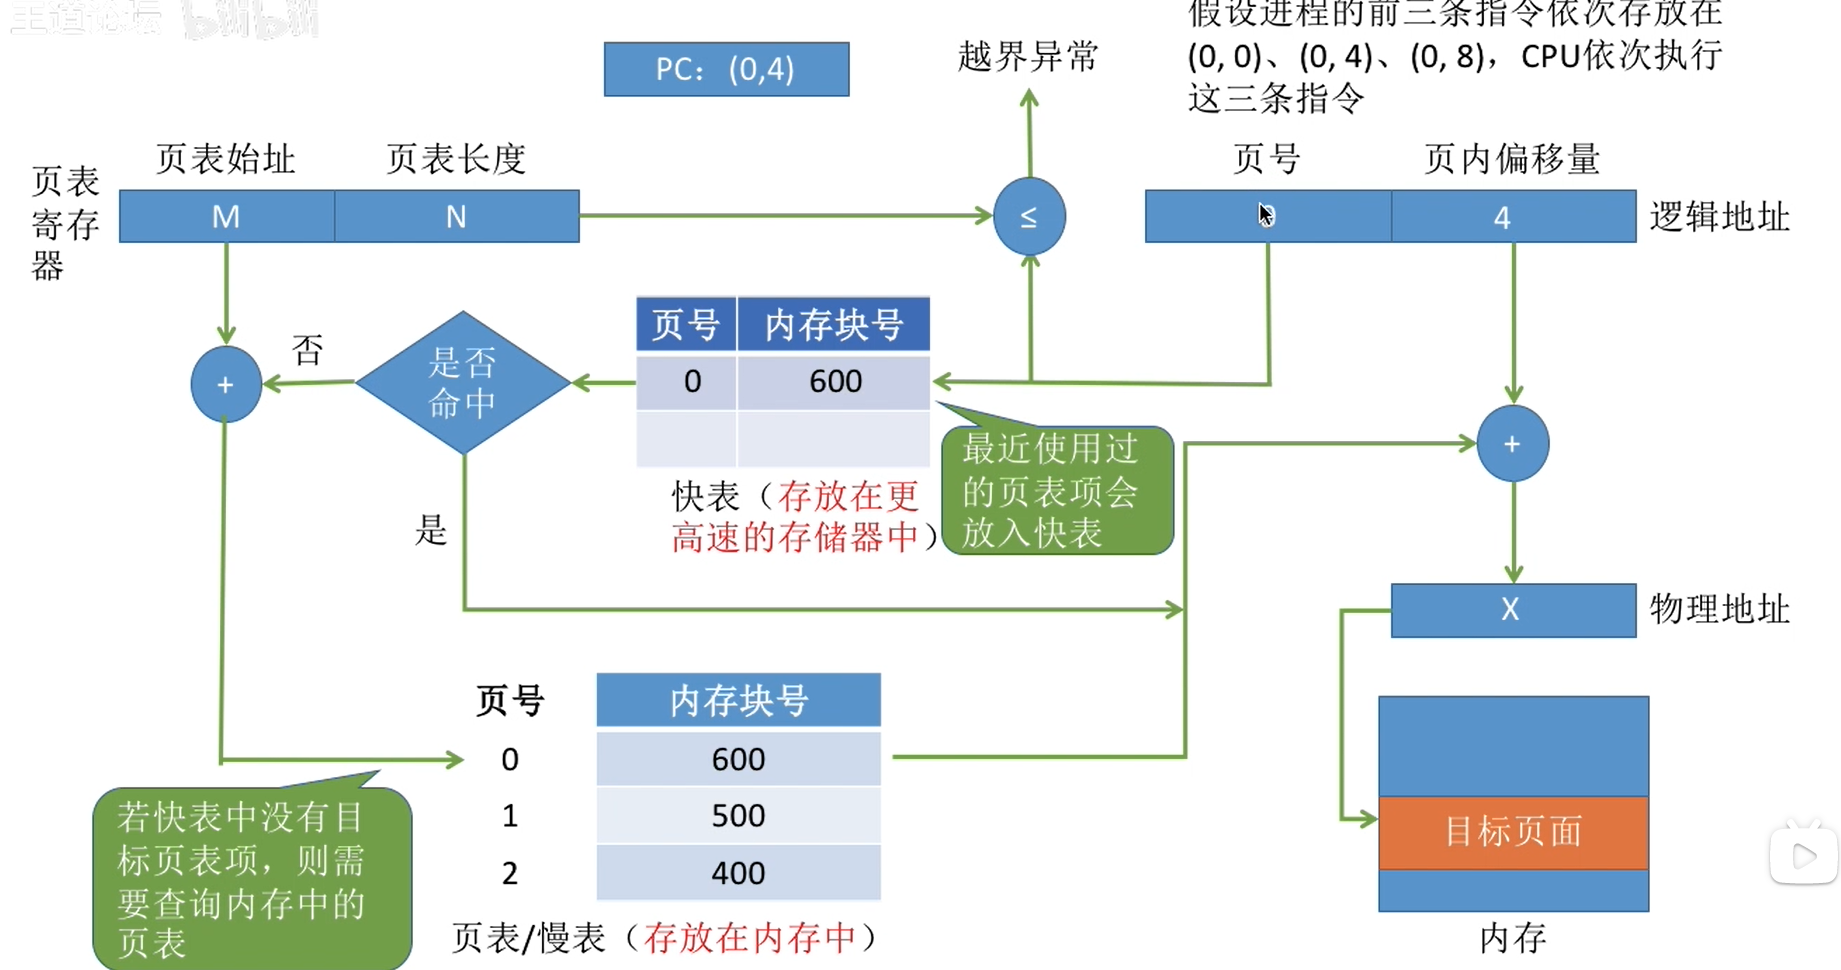 王道论坛 bilibili
假设进程的前三条指令依次存放在
(0, 0)、(0, 4)、(0, 8)，CPU依次执行
这三条指令
PC：(0,4)
越界异常
页表始址
页表长度
页表
寄存
器
M
N
≤
页号
页内偏移量
4
逻辑地址
+
否
是否
命中
页号
内存块号
0
600
快表（存放在更
高速的存储器中）
最近使用过
的页表项会
放入快表
+
是
X
物理地址
页号
内存块号
0
600
1
500
2
400
页表/慢表（存放在内存中）
若快表中没有目
标页表项，则需
要查询内存中的
页表
目标页面
内存